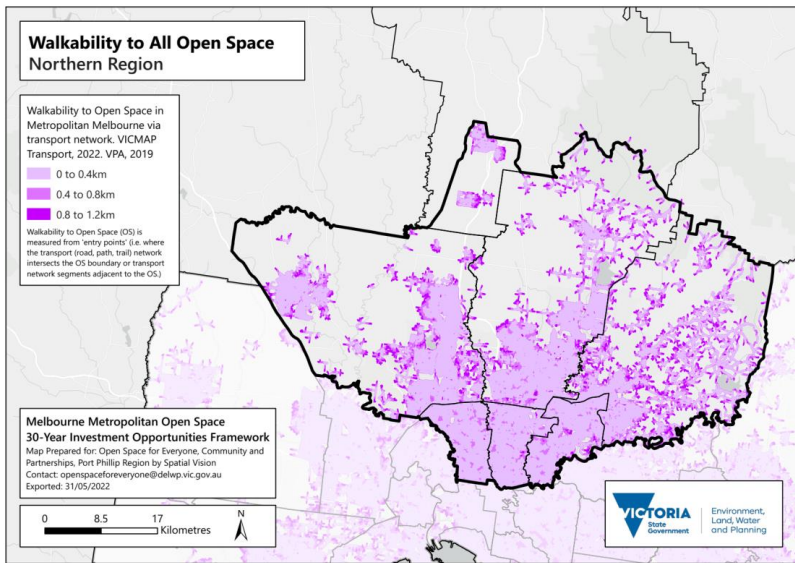 Walkability to All Open Space
Northern Region
Walkability to Open Space in
Metropolitan Melbourne via
transport network. VICMAP
Transport, 2022. VPA, 2019
0 to 0.4km
0.4 to 0.8km
0.8 to 1.2km
Walkability to Open Space (OS) is
measured from 'entry points' (i.e. where
the transport (road, path, trail) network
intersects the OS boundary or transport
network segments adjacent to the OS.)
Melbourne Metropolitan Open Space
30-Year Investment Opportunities Framework
Map Prepared for: Open Space for Everyone, Community and
Partnerships, Port Phillip Region by Spatial Vision
Contact: openspaceforeveryone@delwp.vic.gov.au
Exported: 31/05/2022
0 8.5 17
Kilometres
N
VICTORIA
State
Government
Environment,
Land, Water
and Planning